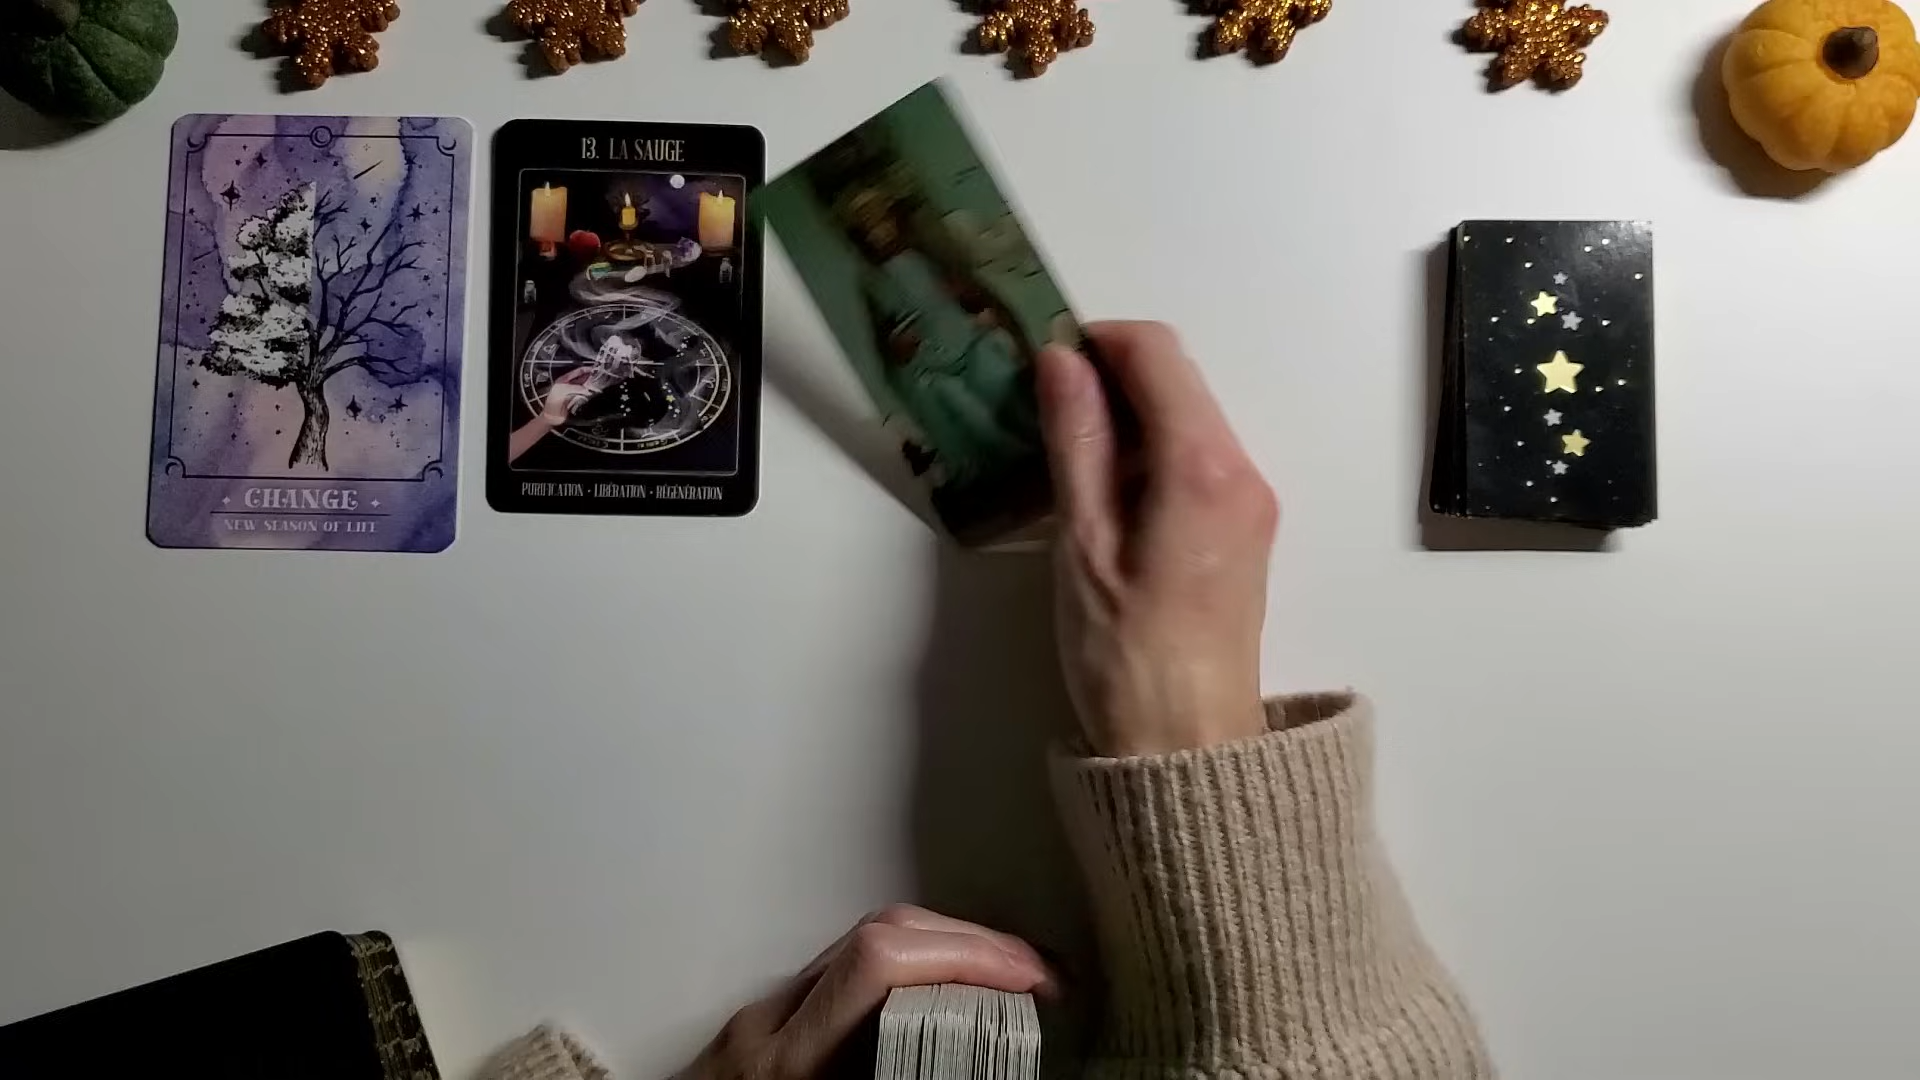 CHANGE
NEW SEASON OF LIFE
13. LA SAUGE
PURIFICATION • LIBÉRATION • RÉGÉNÉRATION